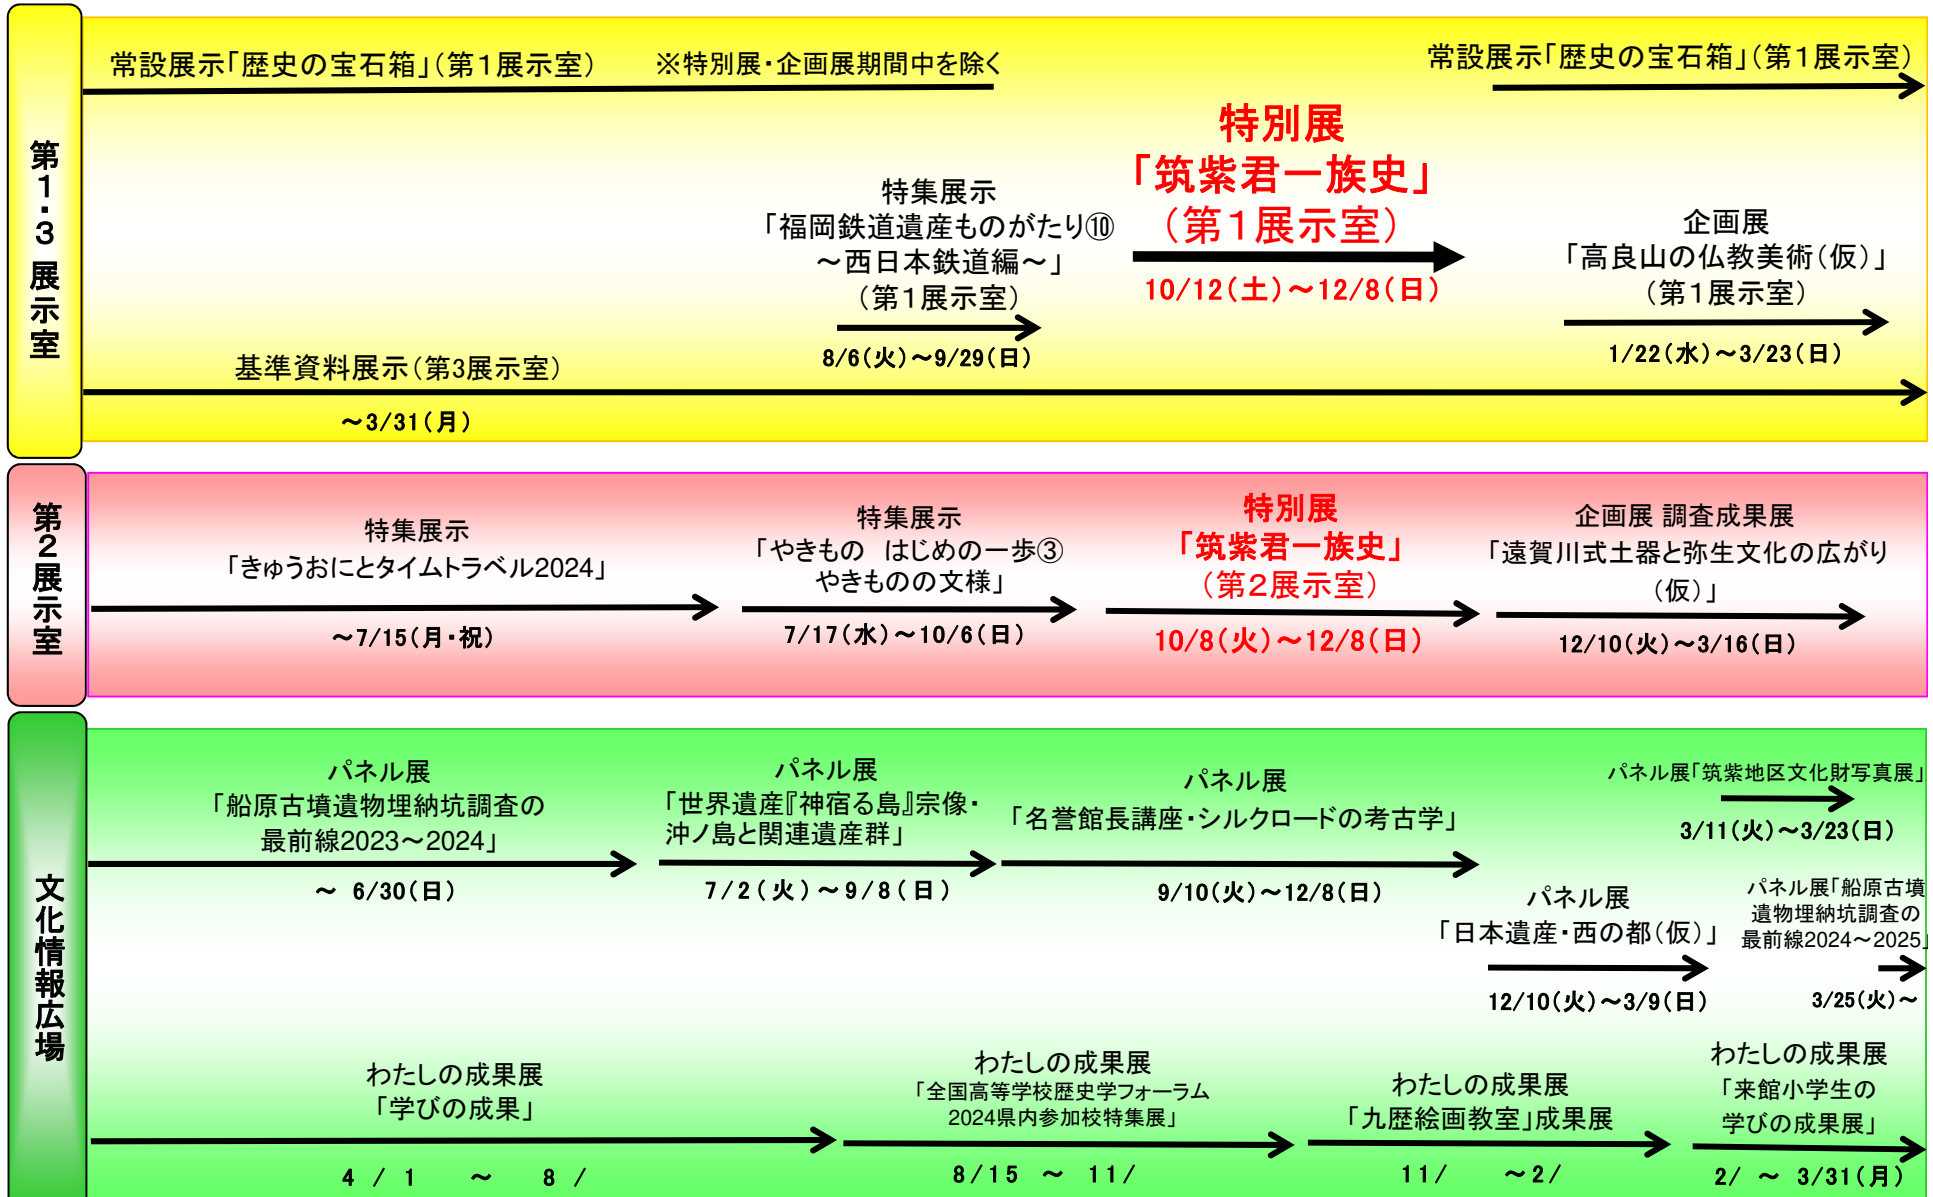 第1・3展示室
常設展示「歴史の宝石箱」（第１展示室）　※特別展・企画展期間中を除く
常設展示「歴史の宝石箱」（第１展示室）
特集展示
「福岡鉄道遺産ものがたり⑩
～西日本鉄道編～」
（第１展示室）
8/6（火）～9/29（日）
特別展
「筑紫君一族史」
（第１展示室）
10/12（土）～12/8（日）
企画展
「高良山の仏教美術（仮）」
（第１展示室）
1/22（水）～3/23（日）
基準資料展示（第3展示室）
～3/31（月）
第2展示室
特集展示
「きゅうおにとタイムトラベル2024」
～7/15（月・祝）
特集展示
「やきもの　はじめの一歩③
やきものの文様」
7/17（水）～10/6（日）
特別展
「筑紫君一族史」
（第２展示室）
10/8（火）～12/8（日）
企画展 調査成果展
「遠賀川式土器と弥生文化の広がり
（仮）」
12/10（火）～3/16（日）
文化情報広場
パネル展
「船原古墳遺物埋納坑調査の
最前線2023～2024」
～ 6/30（日）
パネル展
「世界遺産『神宿る島』宗像・
沖ノ島と関連遺産群」
7/2（火）～9/8（日）
パネル展
「名誉館長講座・シルクロードの考古学」
9/10（火）～12/8（日）
パネル展「筑紫地区文化財写真展」
3/11（火）～3/23（日）
パネル展
「日本遺産・西の都（仮）」
12/10（火）～3/9（日）
パネル展「船原古墳
遺物埋納坑調査の
最前線2024～2025」
3/25（火）～
わたしの成果展
「学びの成果」
4 / 1 ～ 8 /
わたしの成果展
「全国高等学校歴史学フォーラム
2024県内参加校特集展」
8/15 ～ 11/
わたしの成果展
「九歴絵画教室」成果展
11/ ～2/
わたしの成果展
「来館小学生の
学びの成果展」
2/ ～ 3/31（月）